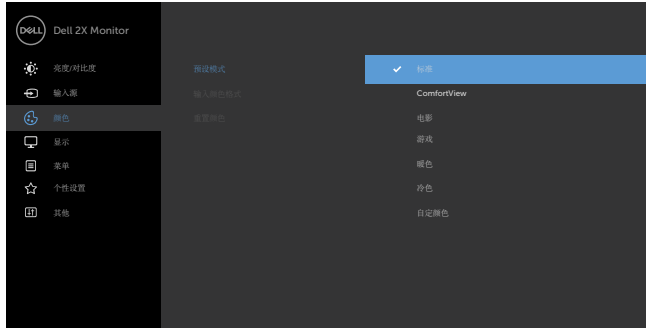 DELL Dell 2X Monitor
亮度/对比度 预设模式 标准
输入源 输入颜色格式 ComfortView
颜色 重置颜色 电影
显示 游戏
菜单 暖色
个性设置 冷色
其他 自定颜色